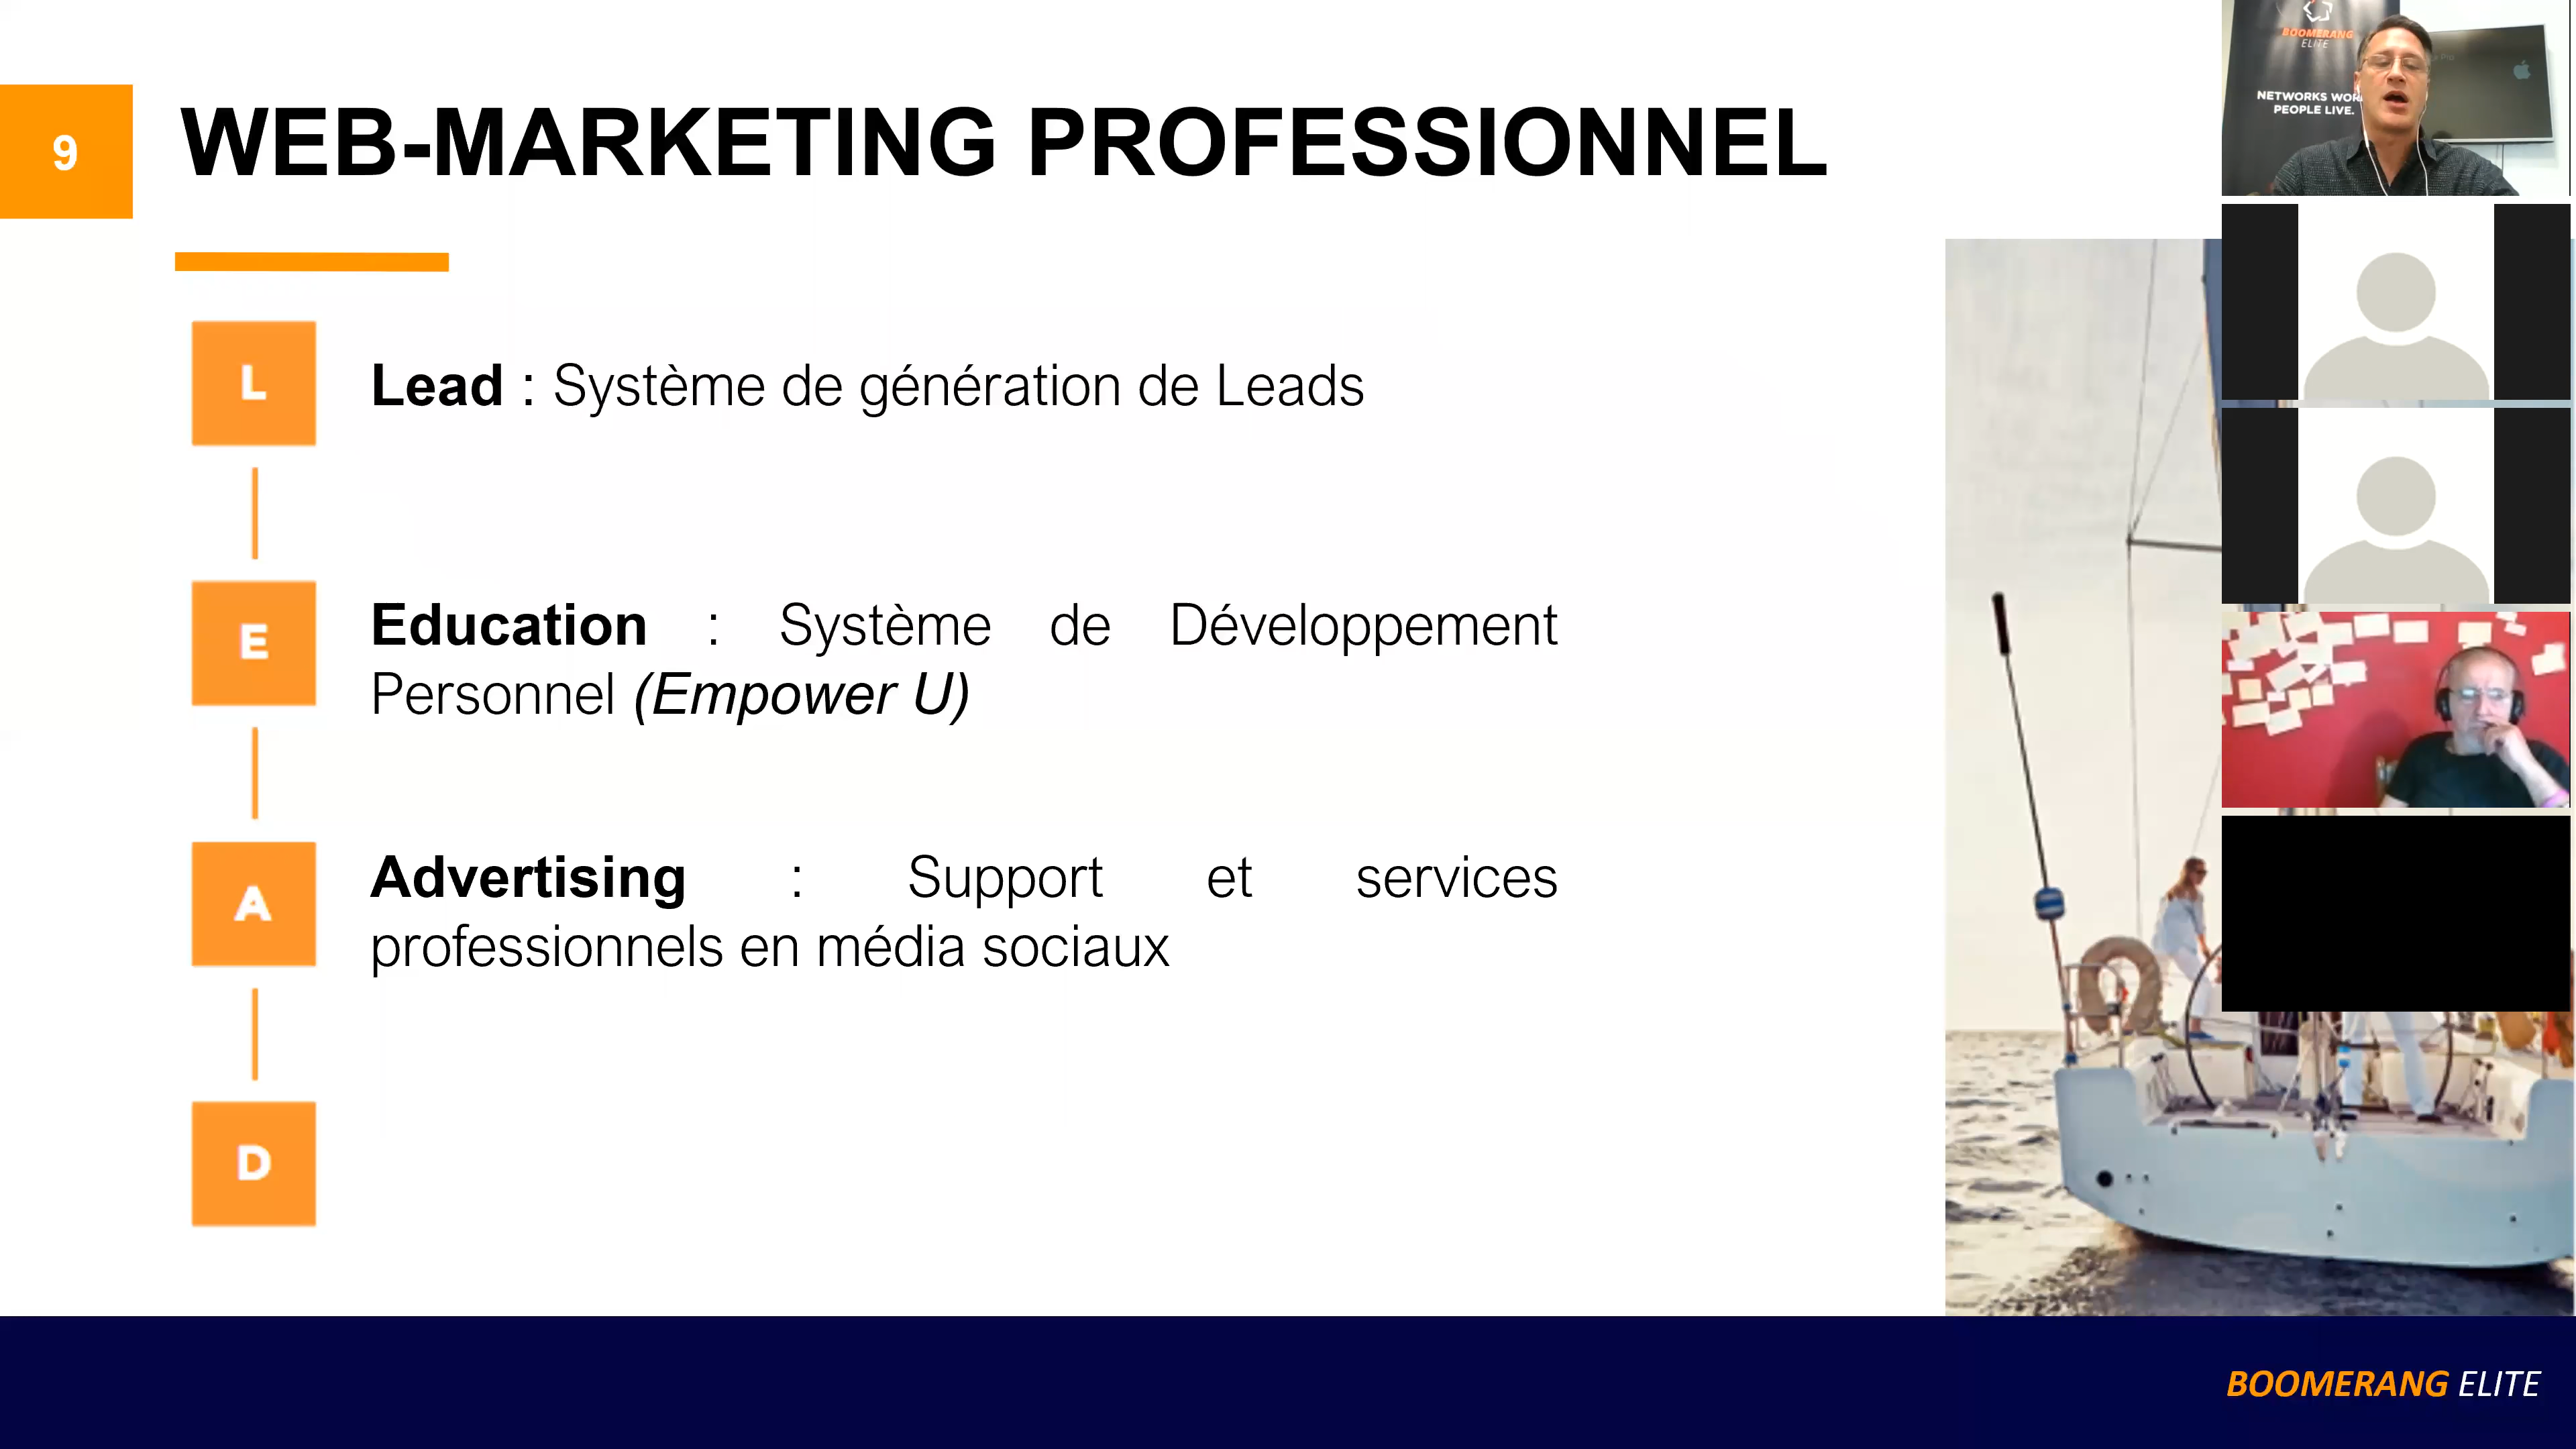 9
WEB-MARKETING PROFESSIONNEL
L
Lead : Système de génération de Leads
E
Education : Système de Développement
Personnel (Empower U)
A
Advertising : Support et services
professionnels en média sociaux
D
BOOMERANG
ELITE
NETWORKS
PEOPLE LIVE.
BOOMERANG ELITE